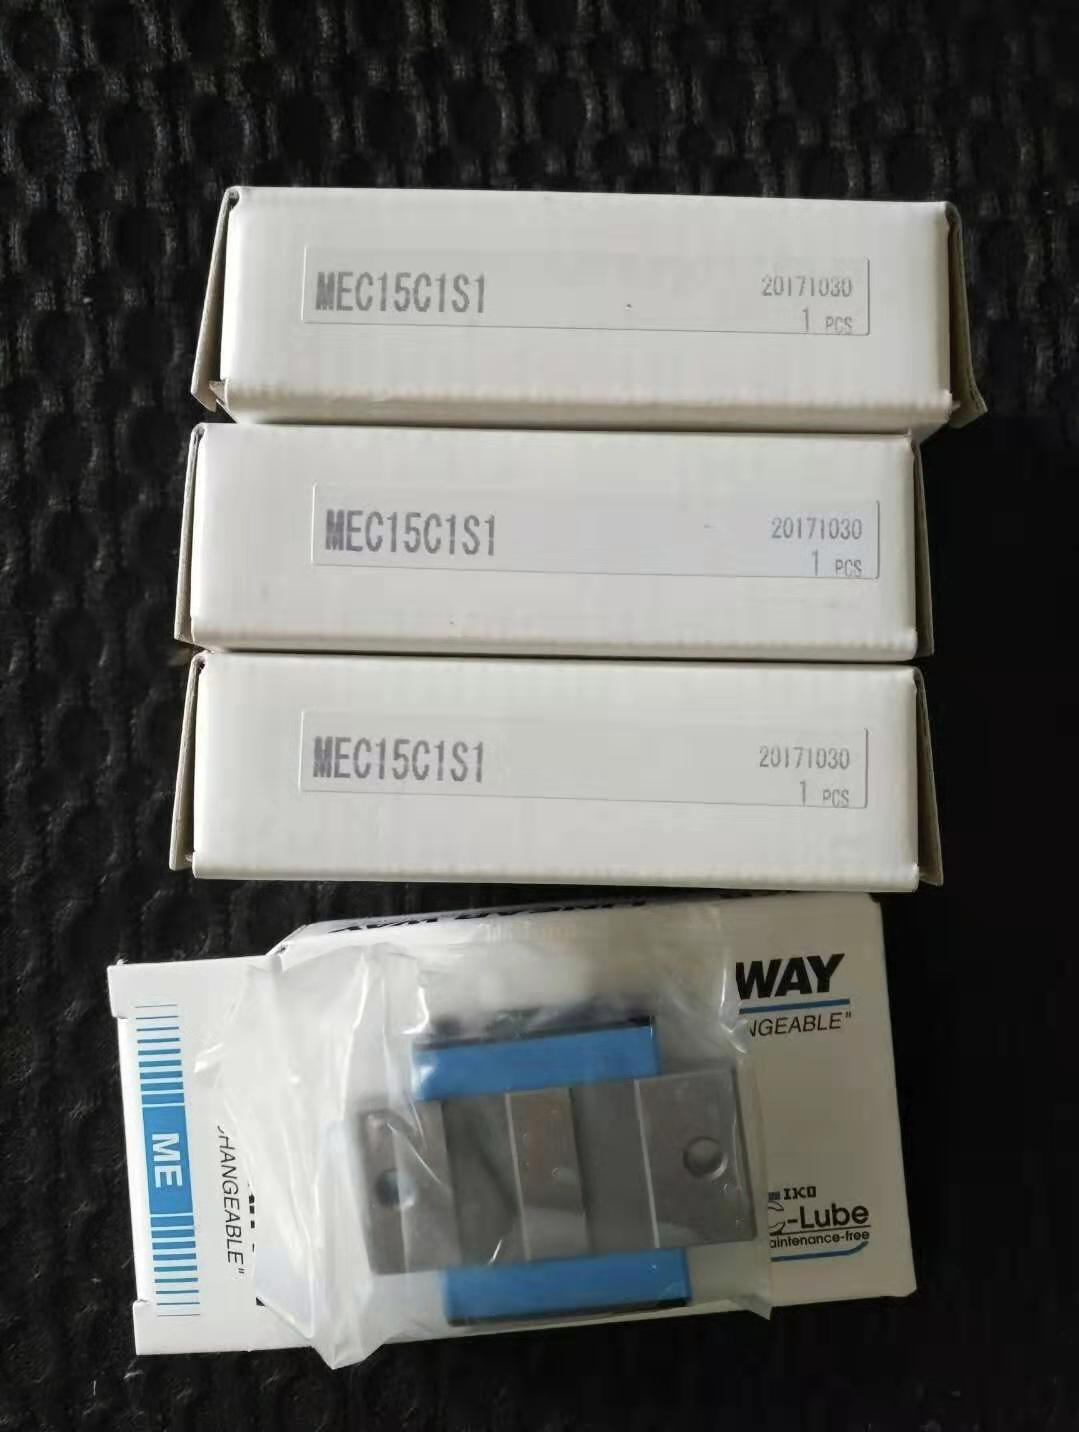 MEC15C1S1
20171030
1 PCS
MEC15C1S1
20171030
1 PCS
MEC15C1S1
20171030
1 PCS
WAY
NGEABLE"
ME
HANGEABLE"
IKO
C-Lube
aintenance-free